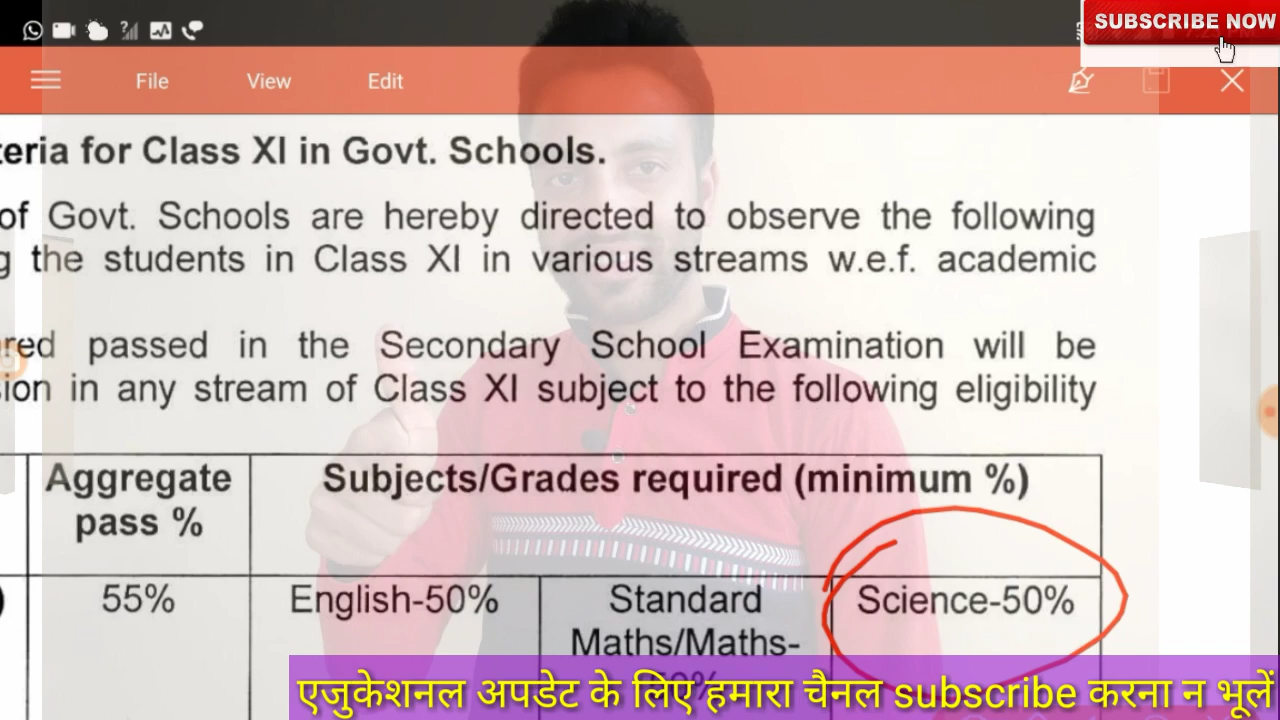 SUBSCRIBE NOW
File View Edit
teria for Class XI in Govt. Schools.
of Govt. Schools are hereby directed to observe the following
g the students in Class XI in various streams w.e.f. academic
red passed in the Secondary School Examination will be
ion in any stream of Class XI subject to the following eligibility
Aggregate pass % Subjects/Grades required (minimum %)
55% English-50% Standard Maths/Maths- Science-50%
एजुकेशनल अपडेट के लिए हमारा चैनल subscribe करना न भूलें